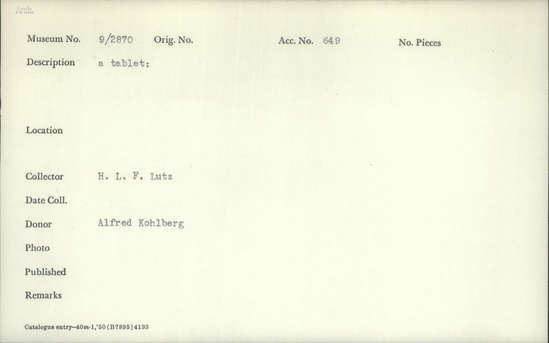 Arch.
Museum No. 9/2870 Orig. No. Acc. No. 649 No. Pieces
Description a tablet;
Location
Collector H. L. F. Lutz
Date Coll.
Donor Alfred Kohlberg
Photo
Published
Remarks
Catalogue entry—40m-1,'50(B7895)4193